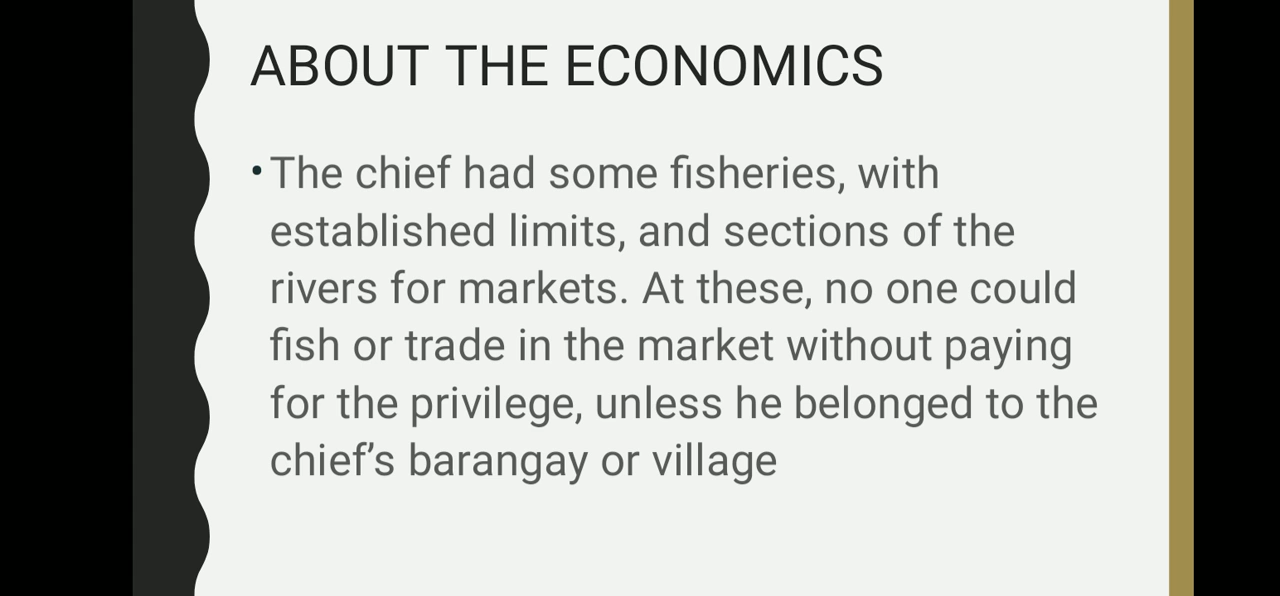 ABOUT THE ECONOMICS
• The chief had some fisheries, with
established limits, and sections of the
rivers for markets. At these, no one could
fish or trade in the market without paying
for the privilege, unless he belonged to the
chief’s barangay or village